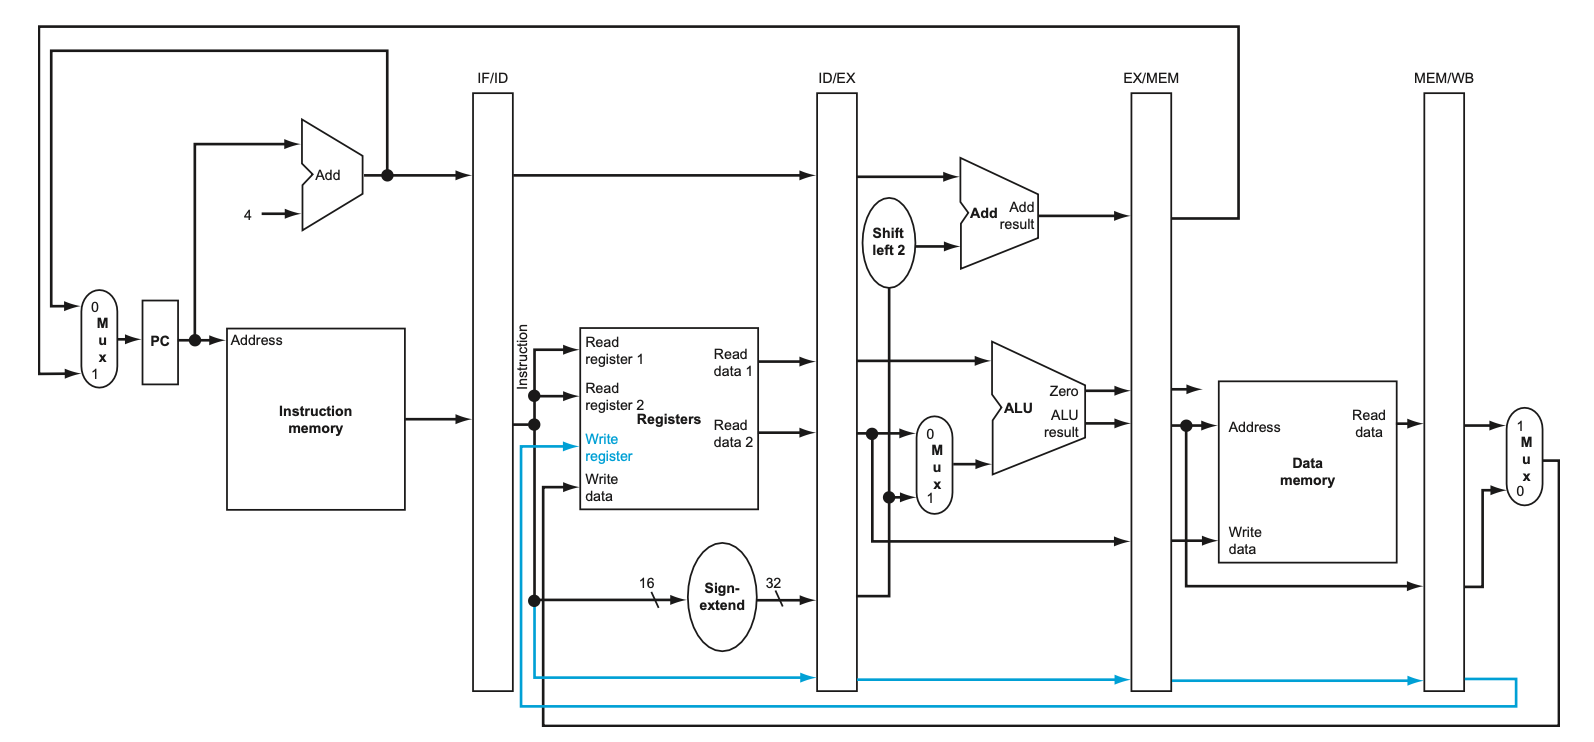 IF/ID
ID/EX
EX/MEM
MEM/WB
Add
4
Add
Add
result
Shift
left 2
0
M
u
x
1
PC
Address
Instruction
memory
Instruction
Read
register 1
Read
register 2
Registers
Write
register
Write
data
Read
data 1
Read
data 2
16
Sign-
extend
32
0
M
u
x
1
Zero
ALU
ALU
result
Address
Read
data
Data
memory
Write
data
1
M
u
x
0